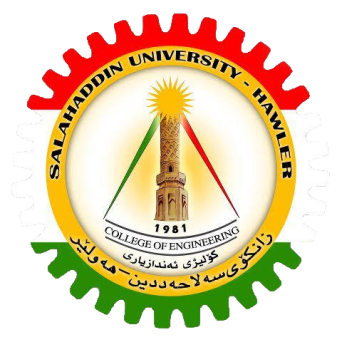 SALAHADDIN UNIVERSITY - HAWLER
1981
COLLEGE OF ENGINEERING
کۆلێژی ئەندازیاری
زانکۆی سەلاحەددین-هەولێر